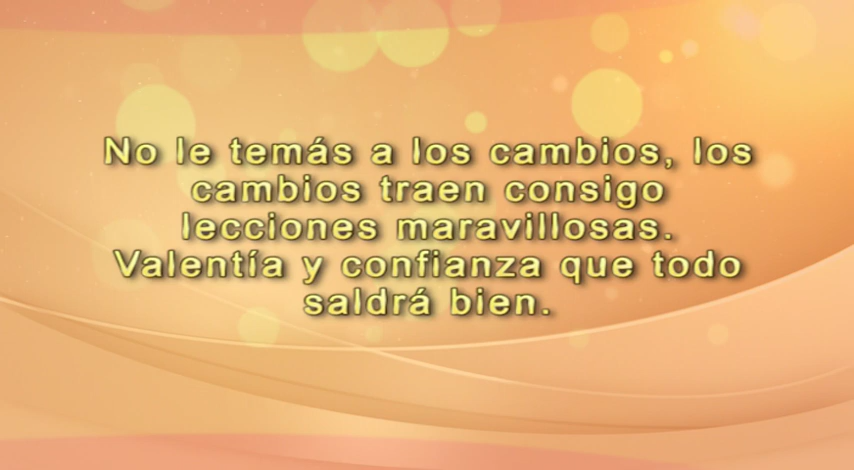 No le temás a los cambios, los
cambios traen consigo
lecciones maravillosas.
Valentía y confianza que todo
saldrá bien.